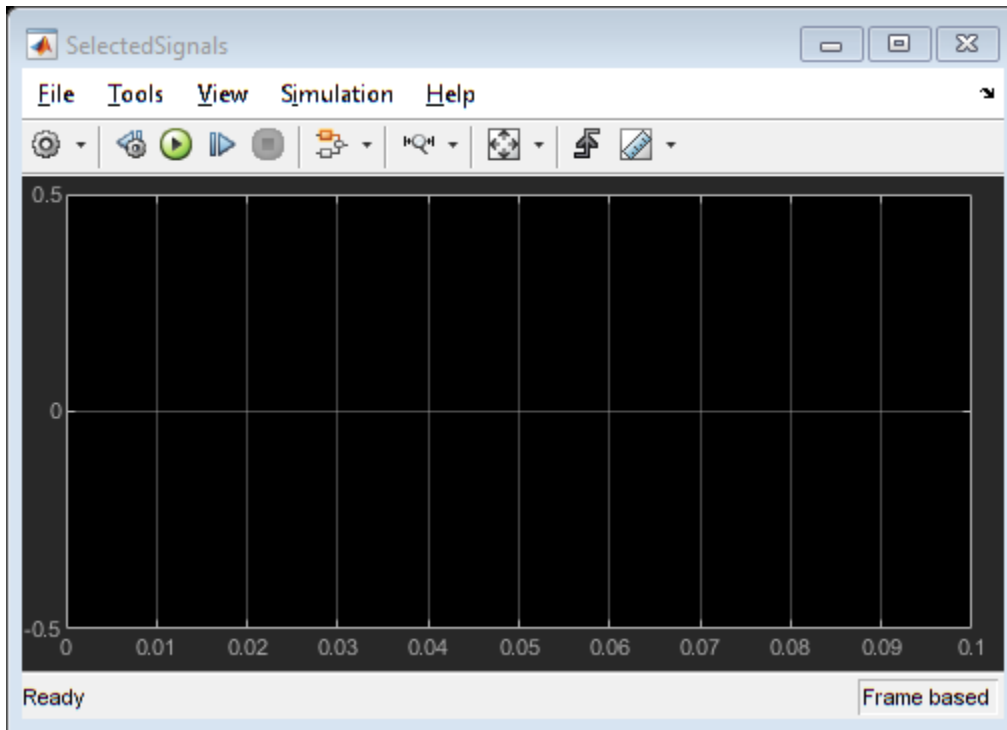 SelectedSignals
File Tools View Simulation Help
0.5
0
-0.5
0 0.01 0.02 0.03 0.04 0.05 0.06 0.07 0.08 0.09 0.1
Ready Frame based